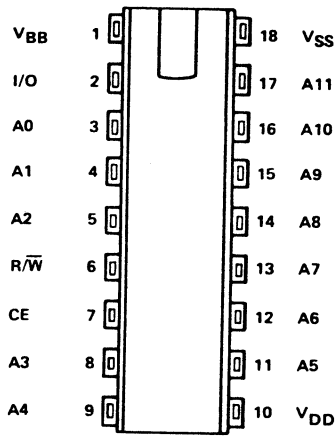 VBB 1 18 VSS
I/O 2 17 A11
A0 3 16 A10
A1 4 15 A9
A2 5 14 A8
R/W̅ 6 13 A7
CE 7 12 A6
A3 8 11 A5
A4 9 10 VDD